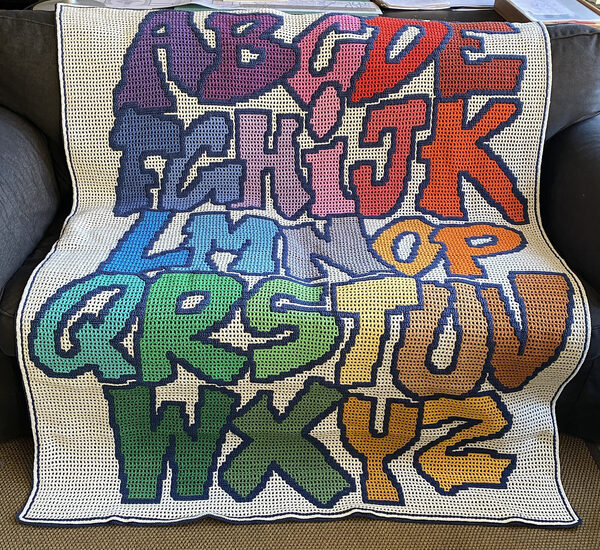 ABCDE
FGHiJK
LMNOP
QRSTUV
WXYZ